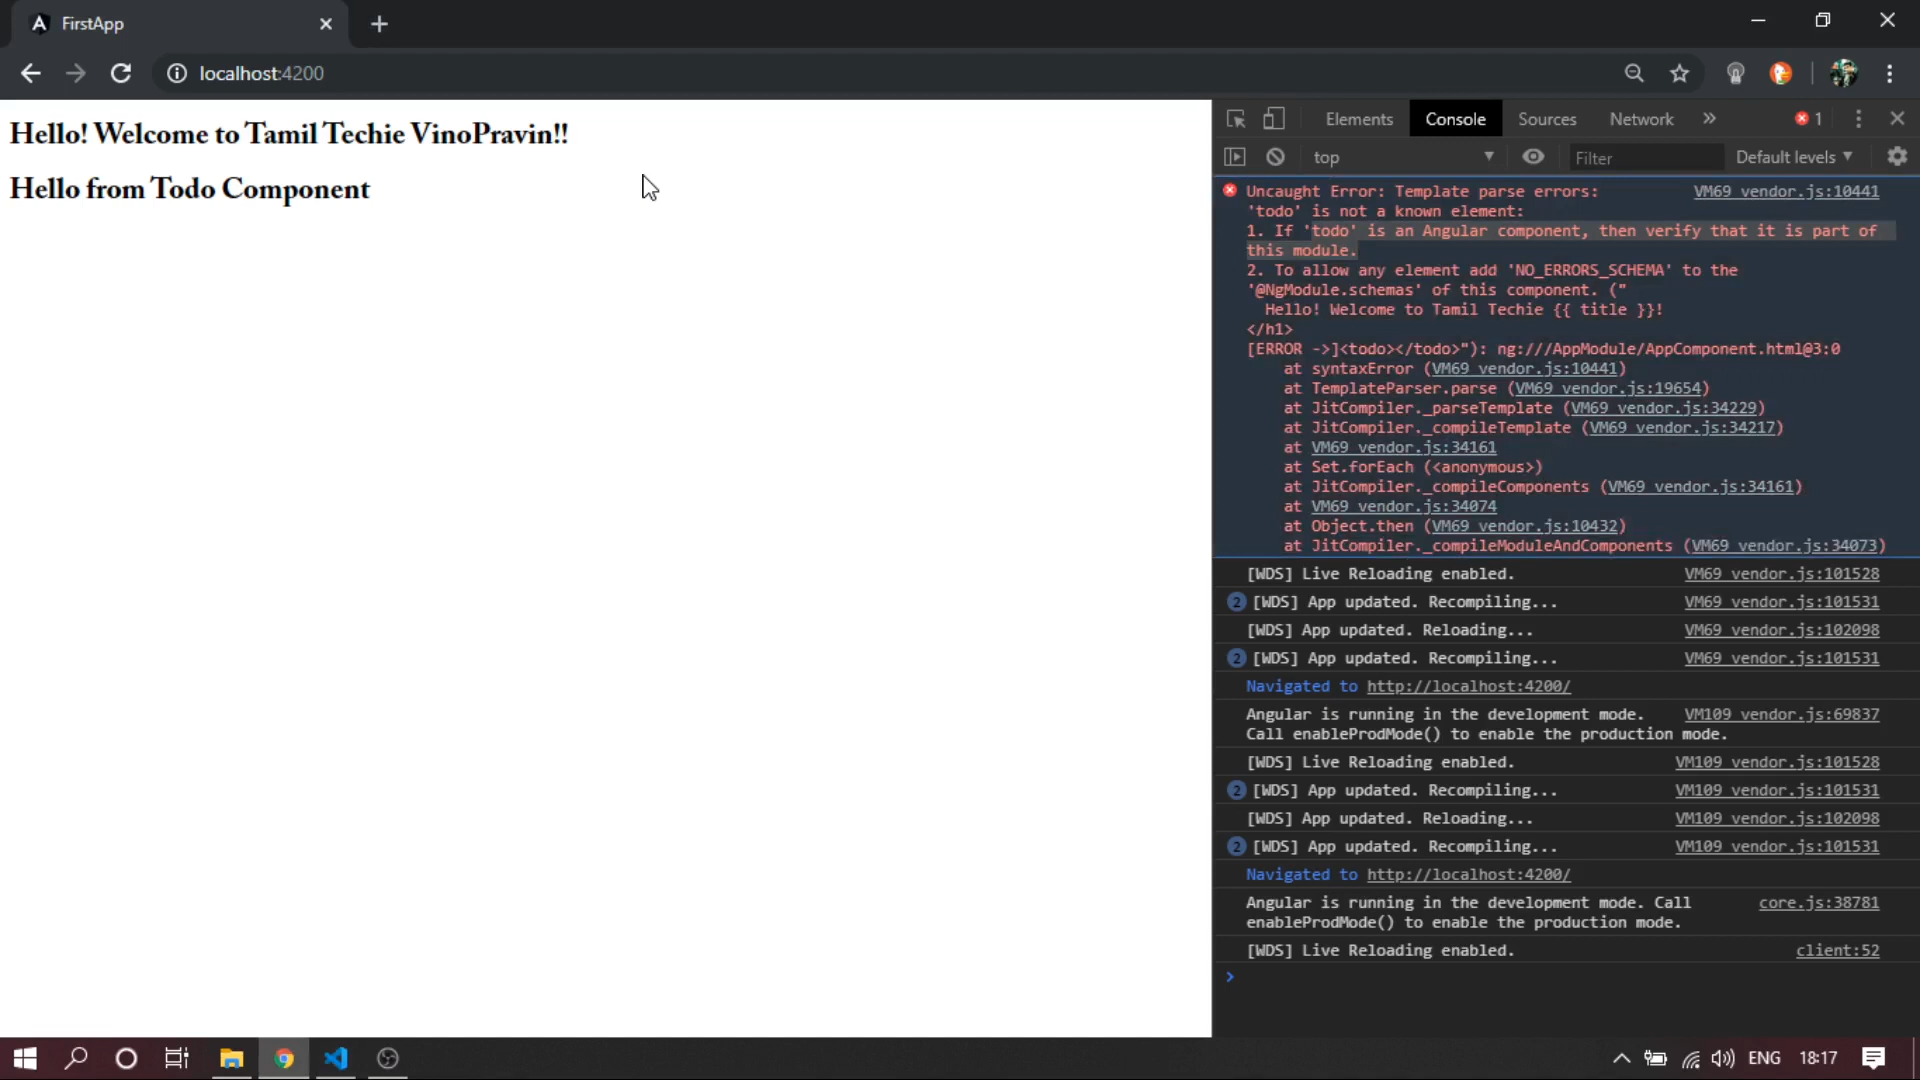 FirstApp
localhost:4200
Hello! Welcome to Tamil Techie VinoPravin!!
Hello from Todo Component
Elements Console Sources Network 1
top Filter Default levels
Uncaught Error: Template parse errors: VM69 vendor.js:10441
'todo' is not a known element:
1. If 'todo' is an Angular component, then verify that it is part of
this module.
2. To allow any element add 'NO_ERRORS_SCHEMA' to the
'@NgModule.schemas' of this component. ("
Hello! Welcome to Tamil Techie {{ title }}!
</h1>
[ERROR ->]<todo></todo>"): ng:///AppModule/AppComponent.html@3:0
at syntaxError (VM69 vendor.js:10441)
at TemplateParser.parse (VM69 vendor.js:19654)
at JitCompiler._parseTemplate (VM69 vendor.js:34229)
at JitCompiler._compileTemplate (VM69 vendor.js:34217)
at VM69 vendor.js:34161
at Set.forEach (<anonymous>)
at JitCompiler._compileComponents (VM69 vendor.js:34161)
at VM69 vendor.js:34074
at Object.then (VM69 vendor.js:10432)
at JitCompiler._compileModuleAndComponents (VM69 vendor.js:34073)
[WDS] Live Reloading enabled. VM69 vendor.js:101528
2 [WDS] App updated. Recompiling... VM69 vendor.js:101531
[WDS] App updated. Reloading... VM69 vendor.js:102098
2 [WDS] App updated. Recompiling... VM69 vendor.js:101531
Navigated to http://localhost:4200/
Angular is running in the development mode. VM109 vendor.js:69837
Call enableProdMode() to enable the production mode.
[WDS] Live Reloading enabled. VM109 vendor.js:101528
2 [WDS] App updated. Recompiling... VM109 vendor.js:101531
[WDS] App updated. Reloading... VM109 vendor.js:102098
2 [WDS] App updated. Recompiling... VM109 vendor.js:101531
Navigated to http://localhost:4200/
Angular is running in the development mode. Call core.js:38781
enableProdMode() to enable the production mode.
[WDS] Live Reloading enabled. client:52
ENG 18:17